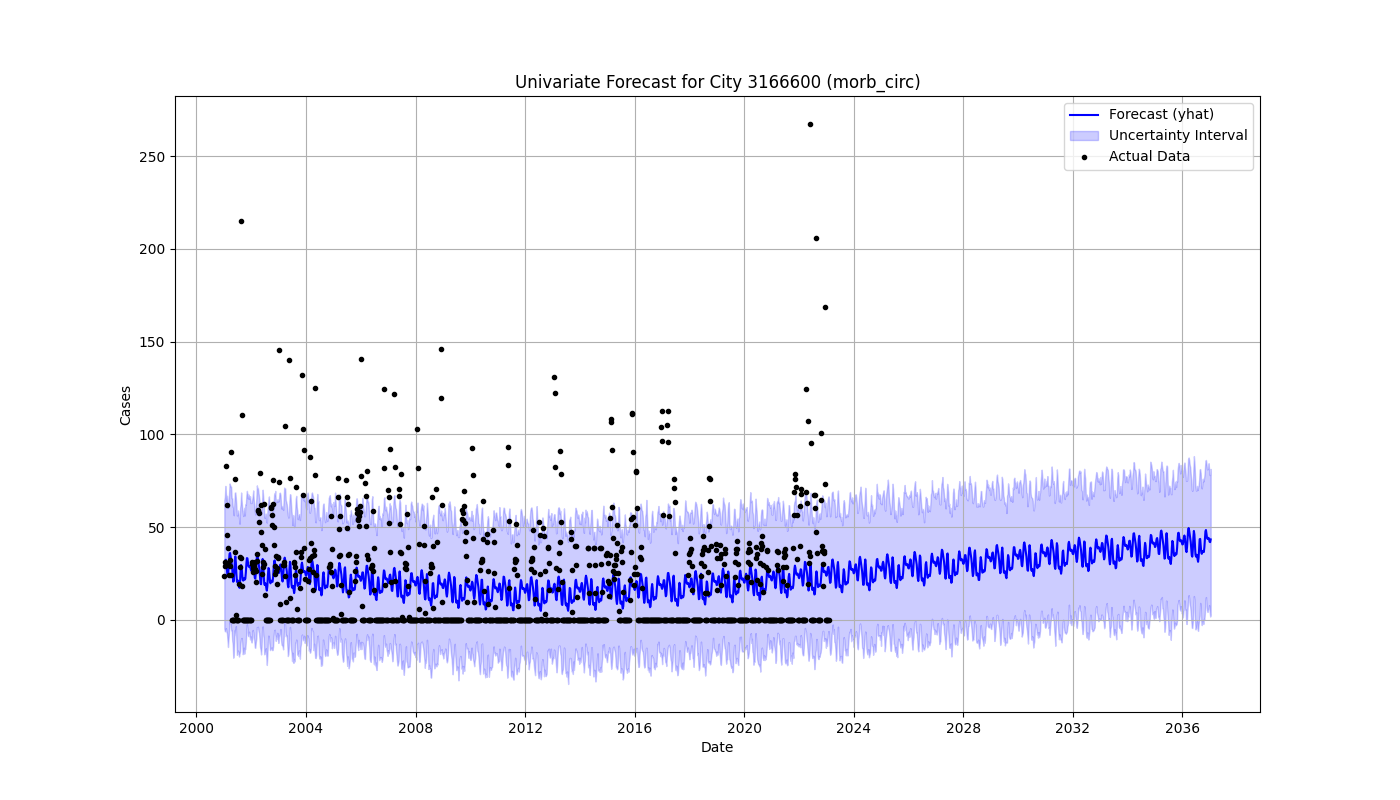 Univariate Forecast for City 3166600 (morb_circ)
Forecast (yhat)
Uncertainty Interval
Actual Data
Cases
250
200
150
100
50
0
2000 2004 2008 2012 2016 2020 2024 2028 2032 2036
Date